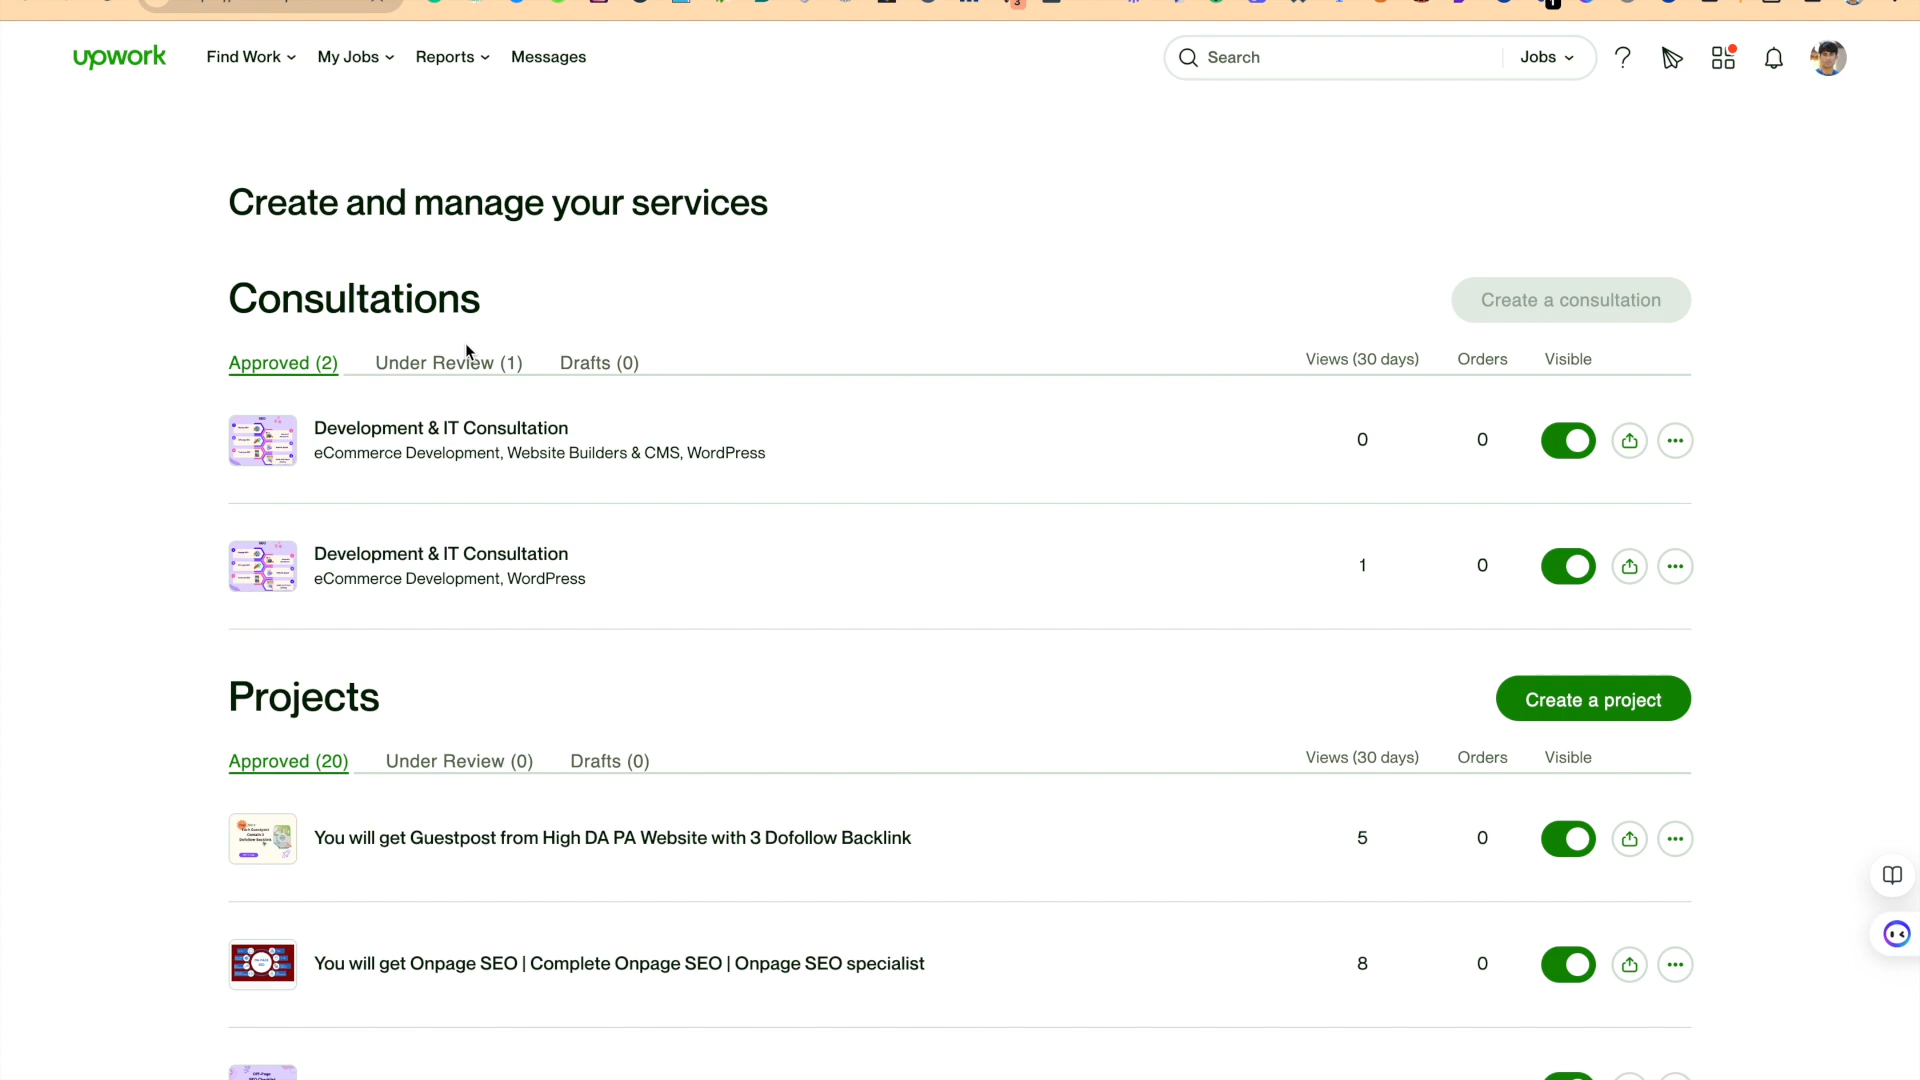 upwork
Find Work My Jobs Reports Messages
Search Jobs
Create and manage your services
Consultations Create a consultation
Approved (2) Under Review (1) Drafts (0) Views (30 days) Orders Visible
Development & IT Consultation
eCommerce Development, Website Builders & CMS, WordPress
0 0
Development & IT Consultation
eCommerce Development, WordPress
1 0
Projects Create a project
Approved (20) Under Review (0) Drafts (0) Views (30 days) Orders Visible
You will get Guestpost from High DA PA Website with 3 Dofollow Backlink
5 0
You will get Onpage SEO | Complete Onpage SEO | Onpage SEO specialist
8 0